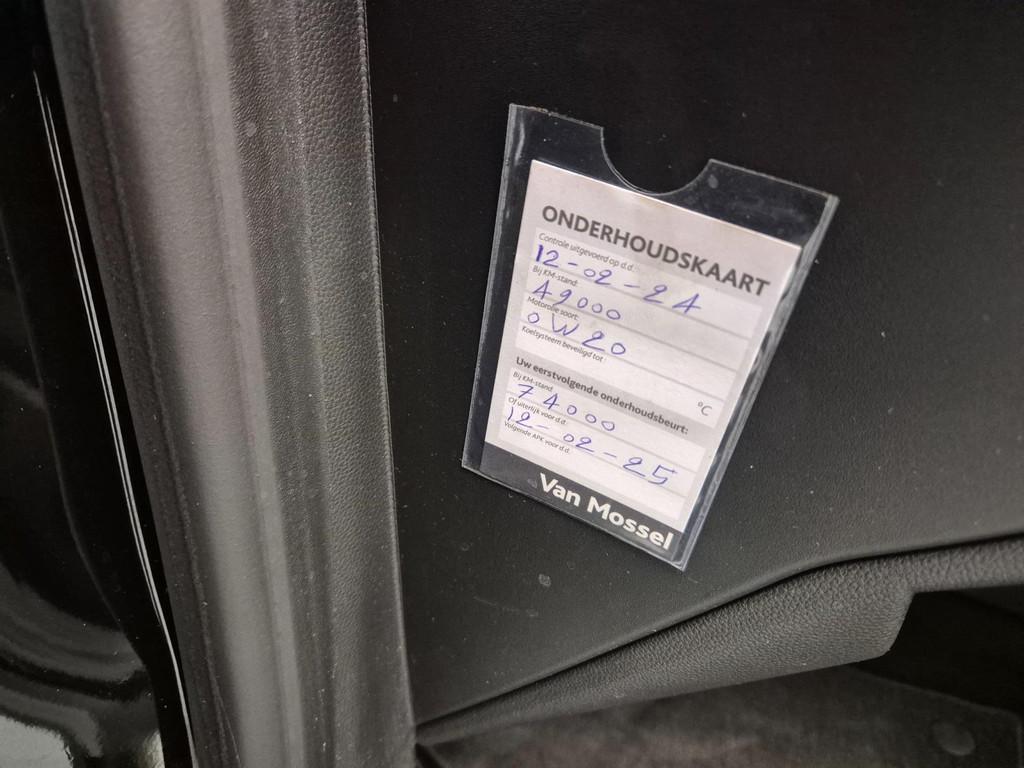 ONDERHOUDSKAART
Controle uitgevoerd op d.d.:
12-02-24
Bij KM-stand:
49000
Motorolie soort:
0W20
Koelsysteem beveiligd tot:
°C
Uw eerstvolgende onderhoudsbeurt:
Bij KM-stand:
74000
Of uiterlijk voor d.d.:
12-02-25
Volgende APK voor d.d.:
Van Mossel